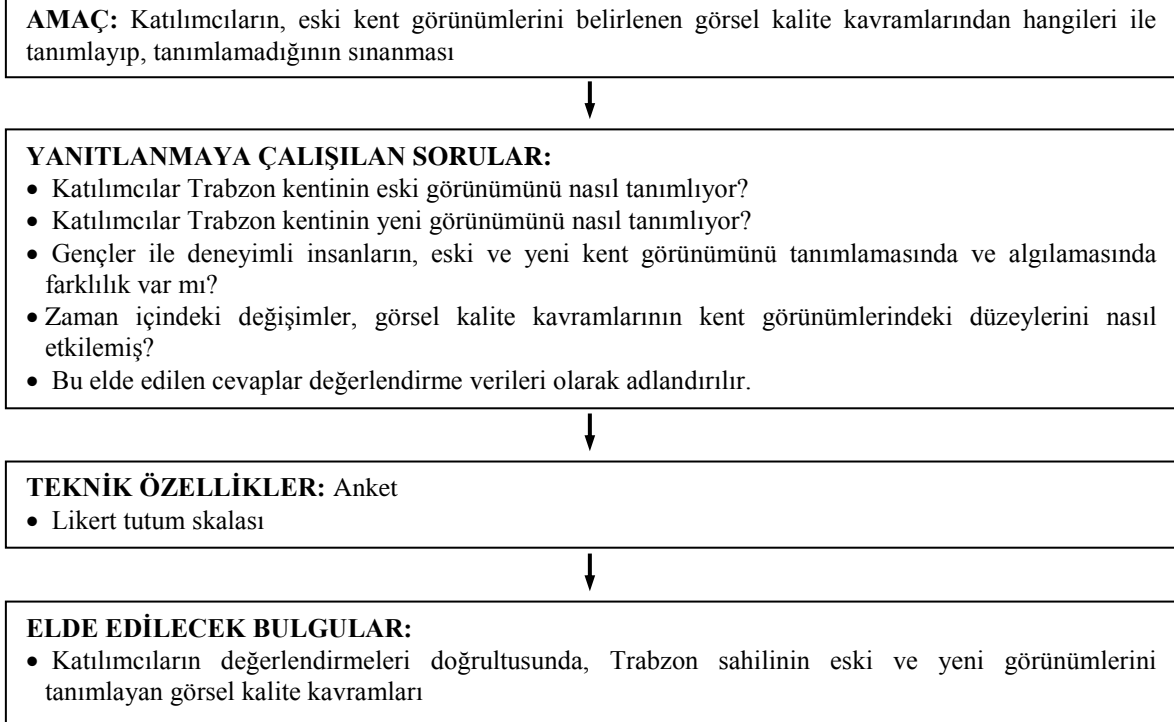 AMAÇ: Katılımcıların, eski kent görünümlerini belirlenen görsel kalite kavramlarından hangileri ile
tanımlayıp, tanımlamadığının sınanması
YANITLANMAYA ÇALIŞILAN SORULAR:
• Katılımcılar Trabzon kentinin eski görünümünü nasıl tanımlıyor?
• Katılımcılar Trabzon kentinin yeni görünümünü nasıl tanımlıyor?
• Gençler ile deneyimli insanların, eski ve yeni kent görünümünü tanımlamasında ve algılamasında
farklılık var mı?
• Zaman içindeki değişimler, görsel kalite kavramlarının kent görünümlerindeki düzeylerini nasıl
etkilemiş?
• Bu elde edilen cevaplar değerlendirme verileri olarak adlandırılır.
TEKNİK ÖZELLİKLER: Anket
• Likert tutum skalası
ELDE EDİLECEK BULGULAR:
• Katılımcıların değerlendirmeleri doğrultusunda, Trabzon sahilinin eski ve yeni görünümlerini
tanımlayan görsel kalite kavramları